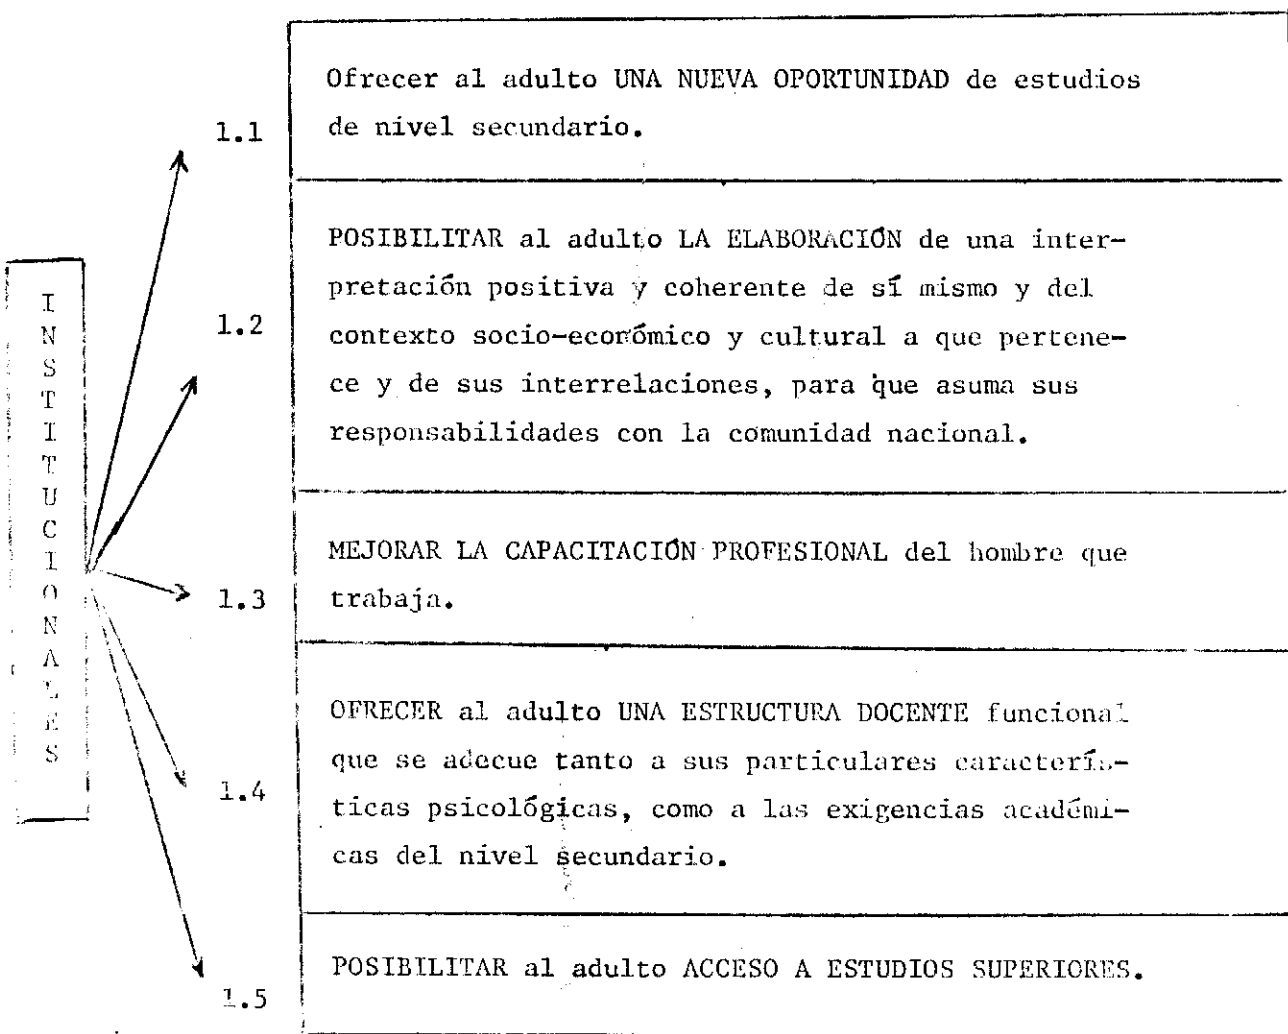 INSTITUCIONALES
1.1
Ofrecer al adulto UNA NUEVA OPORTUNIDAD de estudios
de nivel secundario.
1.2
POSIBILITAR al adulto LA ELABORACIÓN de una inter-
pretación positiva y coherente de sí mismo y del
contexto socio-económico y cultural a que pertene-
ce y de sus interrelaciones, para que asuma sus
responsabilidades con la comunidad nacional.
1.3
MEJORAR LA CAPACITACIÓN PROFESIONAL del hombre que
trabaja.
1.4
OFRECER al adulto UNA ESTRUCTURA DOCENTE funcional
que se adecue tanto a sus particulares caracterís-
ticas psicológicas, como a las exigencias académi-
cas del nivel secundario.
1.5
POSIBILITAR al adulto ACCESO A ESTUDIOS SUPERIORES.